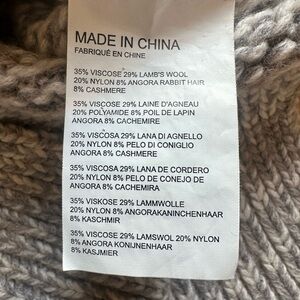 MADE IN CHINA
FABRIQUÉ EN CHINE
35% VISCOSE 29% LAMB'S WOOL
20% NYLON 8% ANGORA RABBIT HAIR
8% CASHMERE
35% VISCOSE 29% LAINE D'AGNEAU
20% POLYAMIDE 8% POIL DE LAPIN
ANGORA 8% CACHEMIRE
35% VISCOSA 29% LANA DI AGNELLO
20% NYLON 8% PELO DI CONIGLIO
ANGORA 8% CASHMERE
35% VISCOSA 29% LANA DE CORDERO
20% NYLON 8% PELO DE CONEJO DE
ANGORA 8% CACHEMIRA
35% VISKOSE 29% LAMMWOLLE
20% NYLON 8% ANGORAKANINCHENHAAR
8% KASCHMIR
35% VISCOSE 29% LAMSWOL 20% NYLON
8% ANGORA KONIJNENHAAR
8% KASJMIER